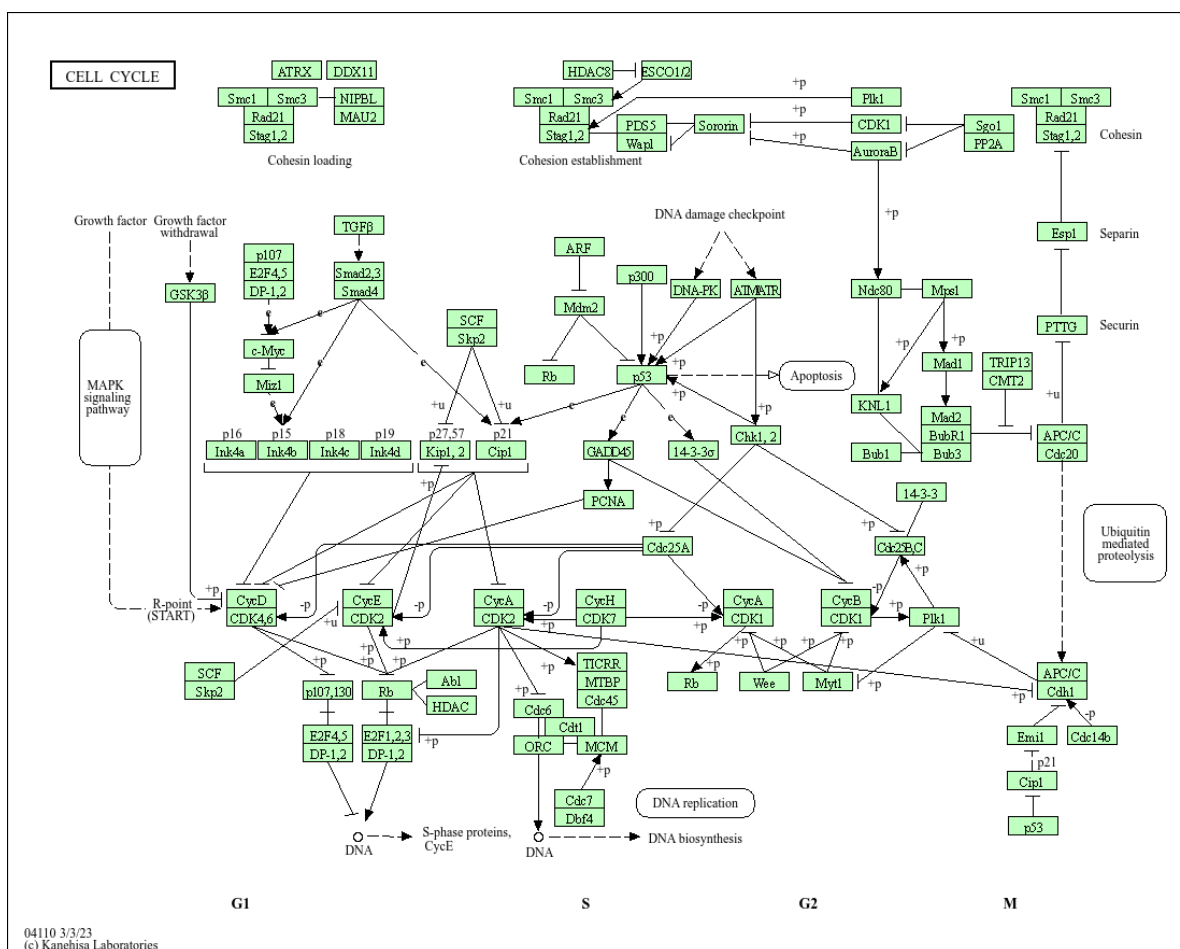 CELL CYCLE
ATRX DDX11
Smc1 Smc3 NIPBL
Rad21 MAU2
Stag1,2
Cohesin loading
HDAC8 ESCO1/2
+p
Smc1 Smc3 Plk1
Rad21 +p
Stag1,2 PDS5 Sororin CDK1
Wapl +p
AuroraB
Sgo1
PP2A
Cohesion establishment
Smc1 Smc3
Rad21
Stag1,2 Cohesin
+p
Growth factor Growth factor
withdrawal
TGFβ
DNA damage checkpoint
Esp1 Separin
p107 ARF
E2F4,5 Smad2,3 p300
DP-1,2 Smad4 DNA-PK ATM ATR
GSK3β
Ndc80 Mps1
e e Mdm2
SCF
Skp2
PTTG Securin
c-Myc
+p +p
+p +p
Mad1 TRIP13
CMT2
Miz1 e e Rb p53 Apoptosis
MAPK
signaling
pathway
e
+u +u e e e +p
KNL1
+u
Mad2
BubR1
Bub3
Bub1
APC/C
Cdc20
p16 p15 p18 p19 p27,57 p21
Ink4a Ink4b Ink4c Ink4d Kip1, 2 Cip1
GADD45 14-3-3σ Chk1, 2
+p
PCNA 14-3-3
+p +p
Cdc25A Cdc25B,C
Ubiquitin
mediated
proteolysis
+p
R-point
(START)
CycD CycE CycA CycH CycA CycB
CDK4,6 CDK2 CDK2 CDK7 CDK1 CDK1 Plk1
-p -p -p -p -p
+u +p +p +p +p +p
+u
+p +p +p +p +p +p +p +p +p
SCF
Skp2
p107,130 Rb Abl
HDAC
TICRR
MTBP
Cdc45
Rb Wee Myt1
+p
APC/C
Cdh1
+p
Cdc6
Cdt1
ORC MCM
E2F4,5 E2F1,2,3
DP-1,2 DP-1,2
+p
+p
-p
Emi1 Cdc14b
p21
Cip1
p53
Cdc7
Dbf4
DNA replication
DNA S-phase proteins,
CycE
DNA DNA biosynthesis
G1 S G2 M
04110 3/3/23
(c) Kanehisa Laboratories